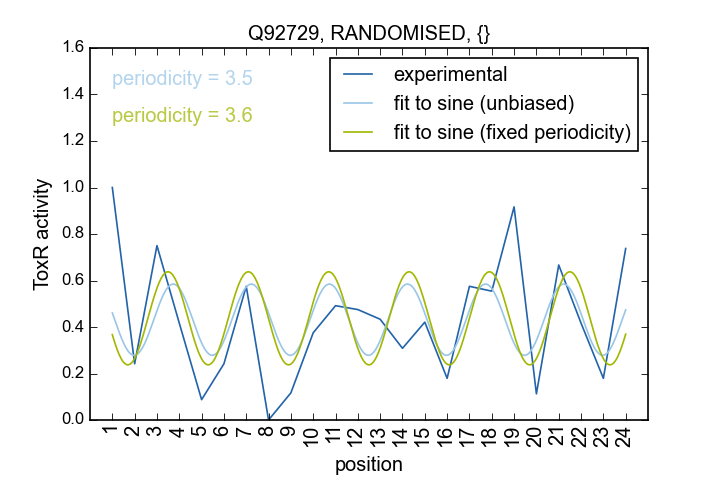 Q92729, RANDOMISED, {}
1.6
1.4
1.2
1.0
0.8
0.6
0.4
0.2
0.0
ToxR activity
periodicity = 3.5
periodicity = 3.6
experimental
fit to sine (unbiased)
fit to sine (fixed periodicity)
1 2 3 4 5 6 7 8 9 10 11 12 13 14 15 16 17 18 19 20 21 22 23 24
position